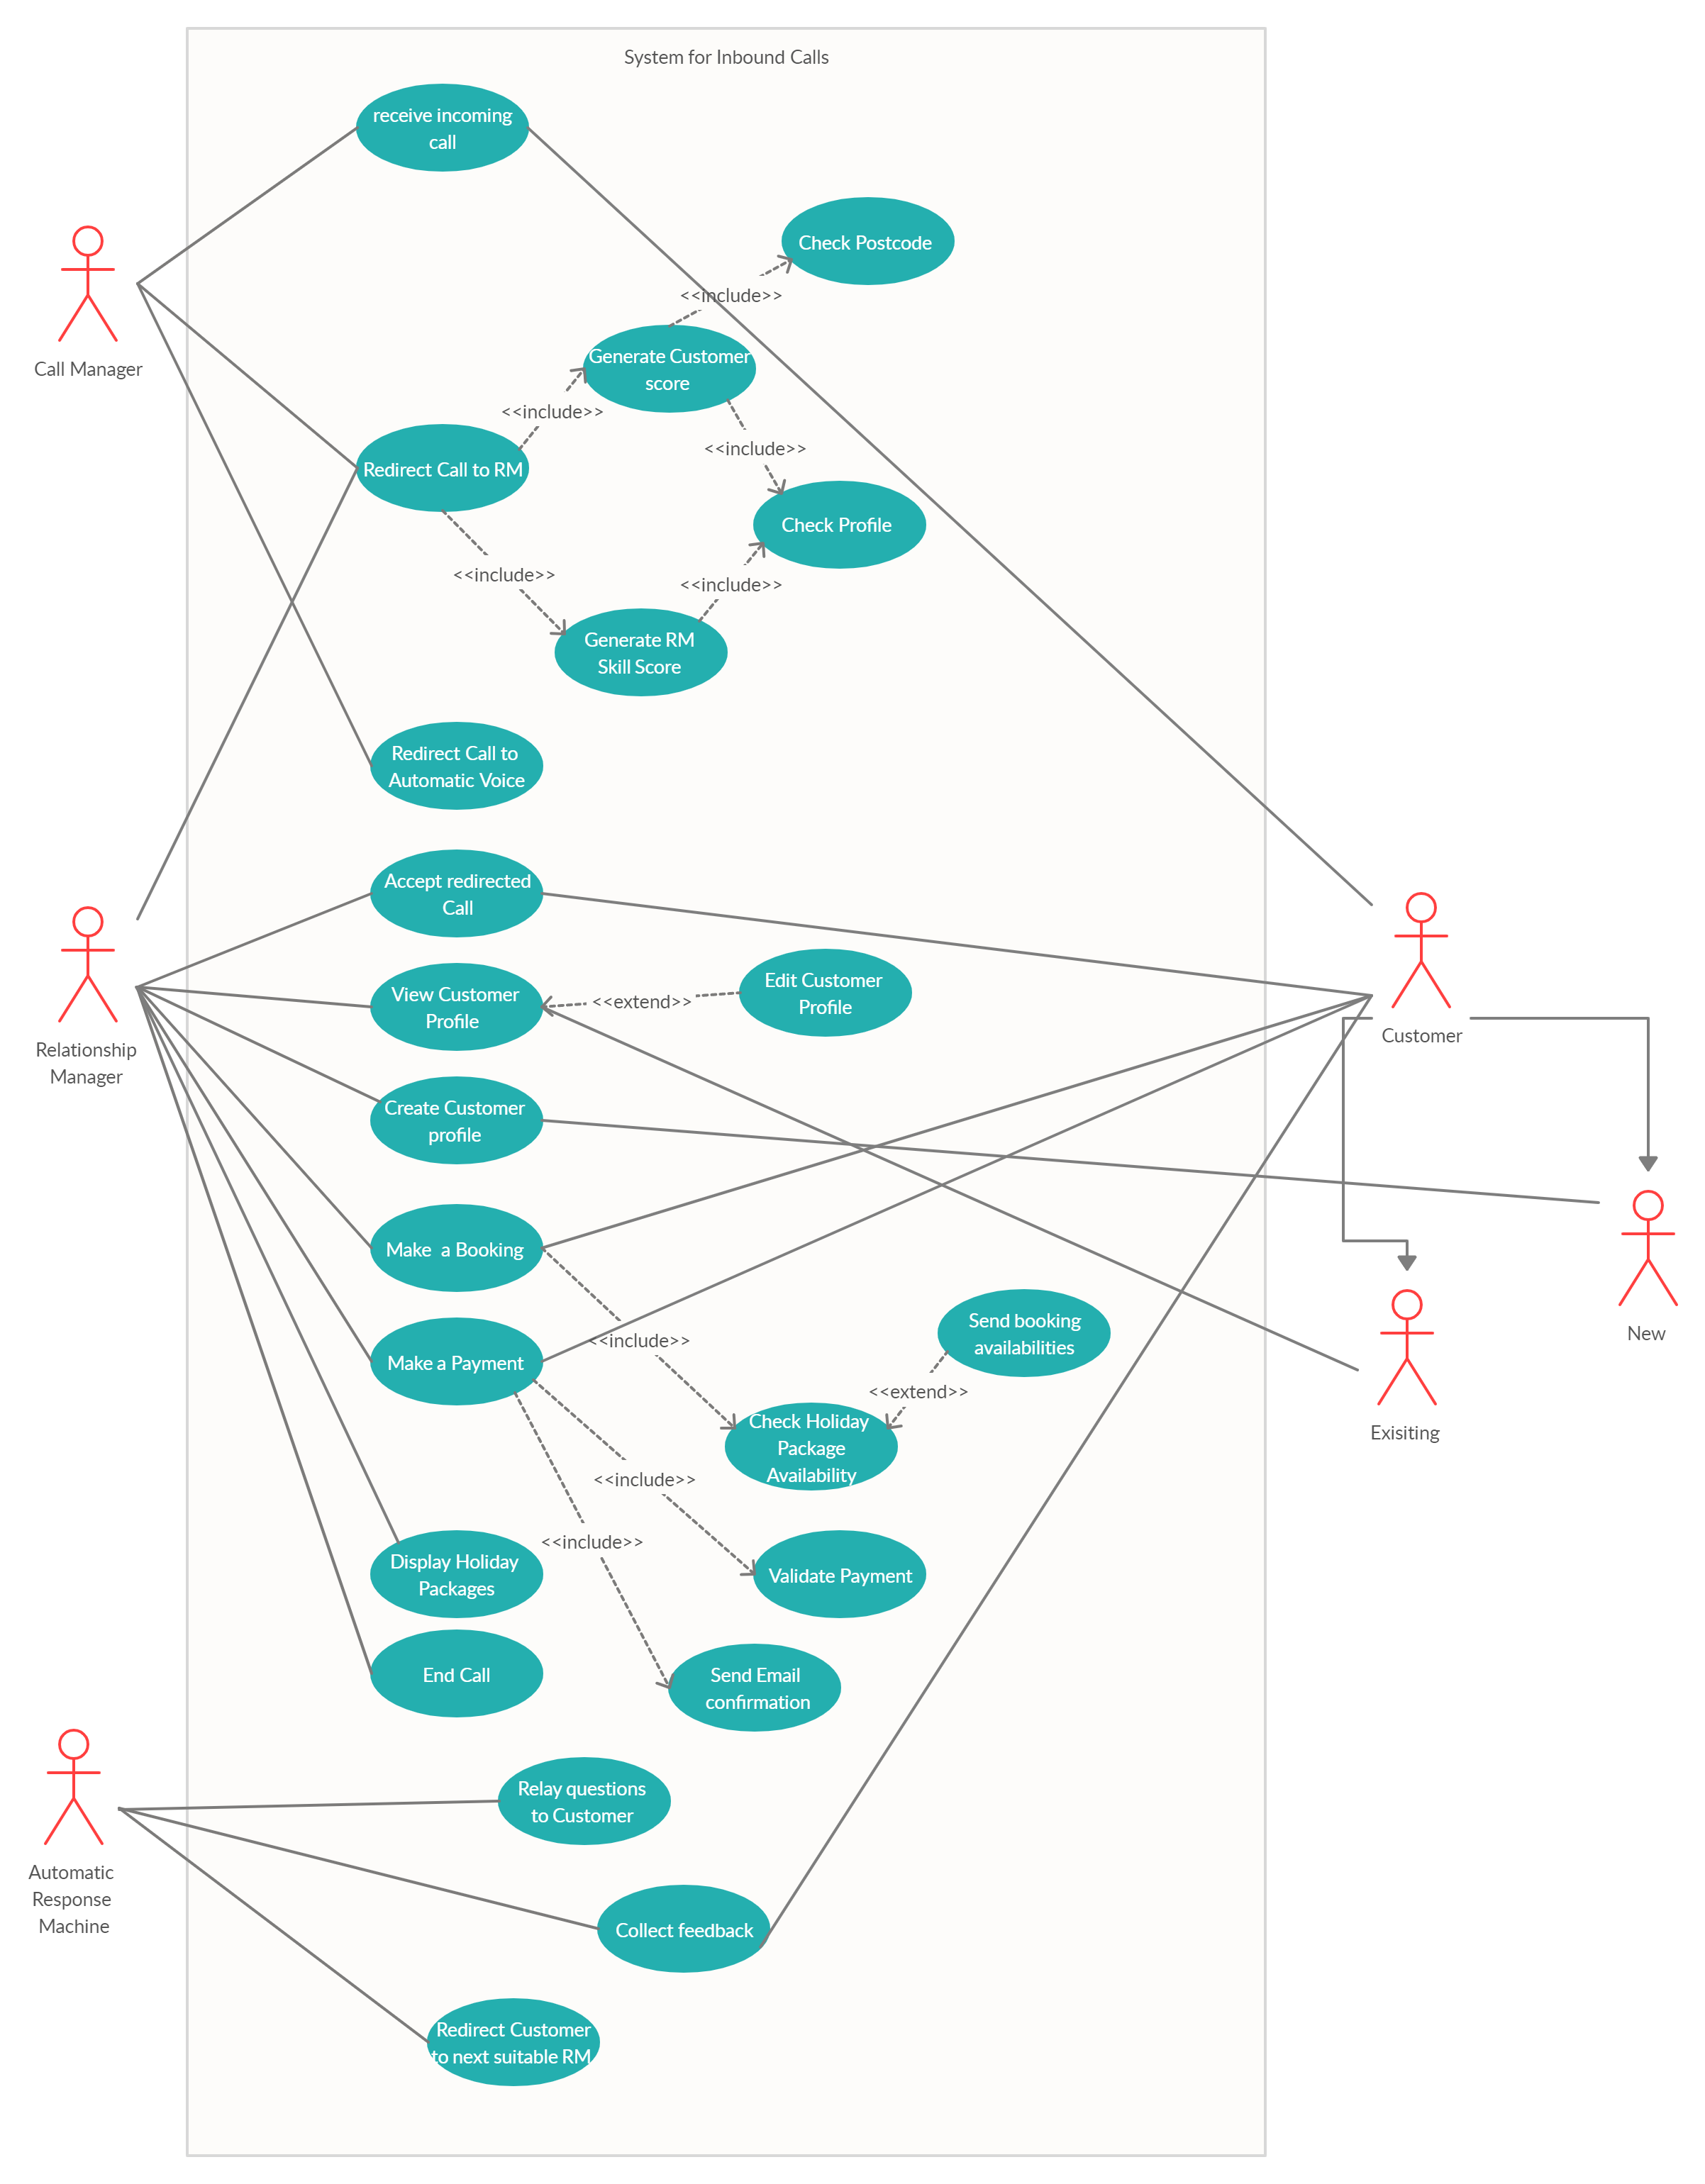 System for Inbound Calls
receive incoming
call
Check Postcode
<<include>>
Call Manager
Generate Customer
score
<<include>>
<<include>>
Redirect Call to RM
Check Profile
<<include>>
<<include>>
Generate RM
Skill Score
Redirect Call to
Automatic Voice
Accept redirected
Call
View Customer
Profile
<<extend>>
Edit Customer
Profile
Relationship
Manager
Customer
Create Customer
profile
Make  a Booking
Send booking
availabilities
New
<<include>>
Make a Payment
<<extend>>
Check Holiday
Package
Availability
Exisiting
<<include>>
<<include>>
Display Holiday
Packages
Validate Payment
End Call
Send Email
confirmation
Relay questions
to Customer
Automatic
Response
Machine
Collect feedback
Redirect Customer
to next suitable RM